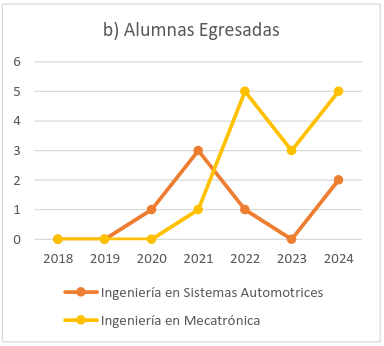 b) Alumnas Egresadas
6
5
4
3
2
1
0
2018 2019 2020 2021 2022 2023 2024
Ingeniería en Sistemas Automotrices
Ingeniería en Mecatrónica